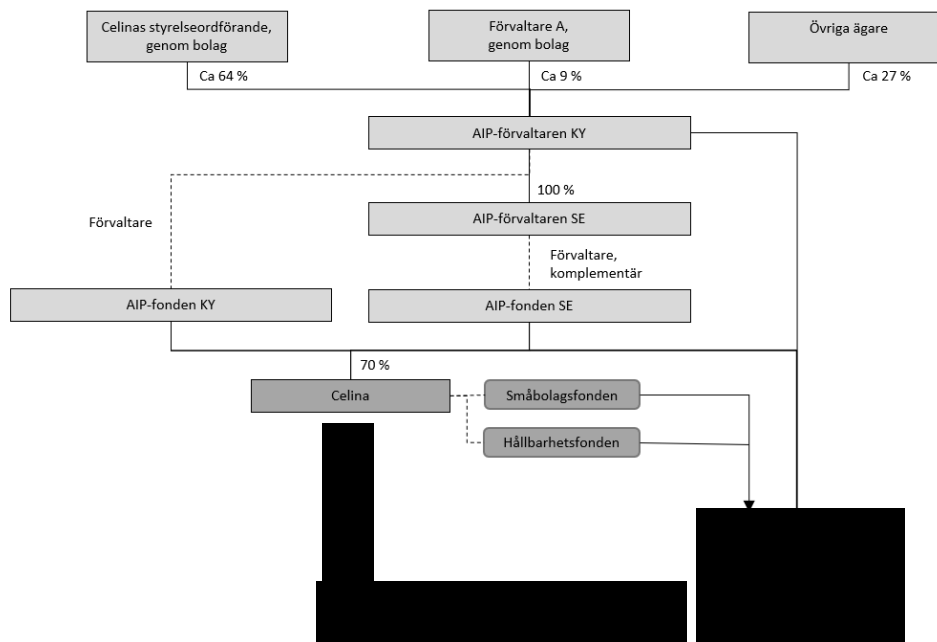 Celinas styrelseordförande,
genom bolag
Förvaltare A,
genom bolag
Övriga ägare
Ca 64 %
Ca 9 %
Ca 27 %
AIP-förvaltaren KY
100 %
Förvaltare
AIP-förvaltaren SE
Förvaltare,
komplementär
AIP-fonden KY
AIP-fonden SE
70 %
Celina
Småbolagsfonden
Hållbarhetsfonden